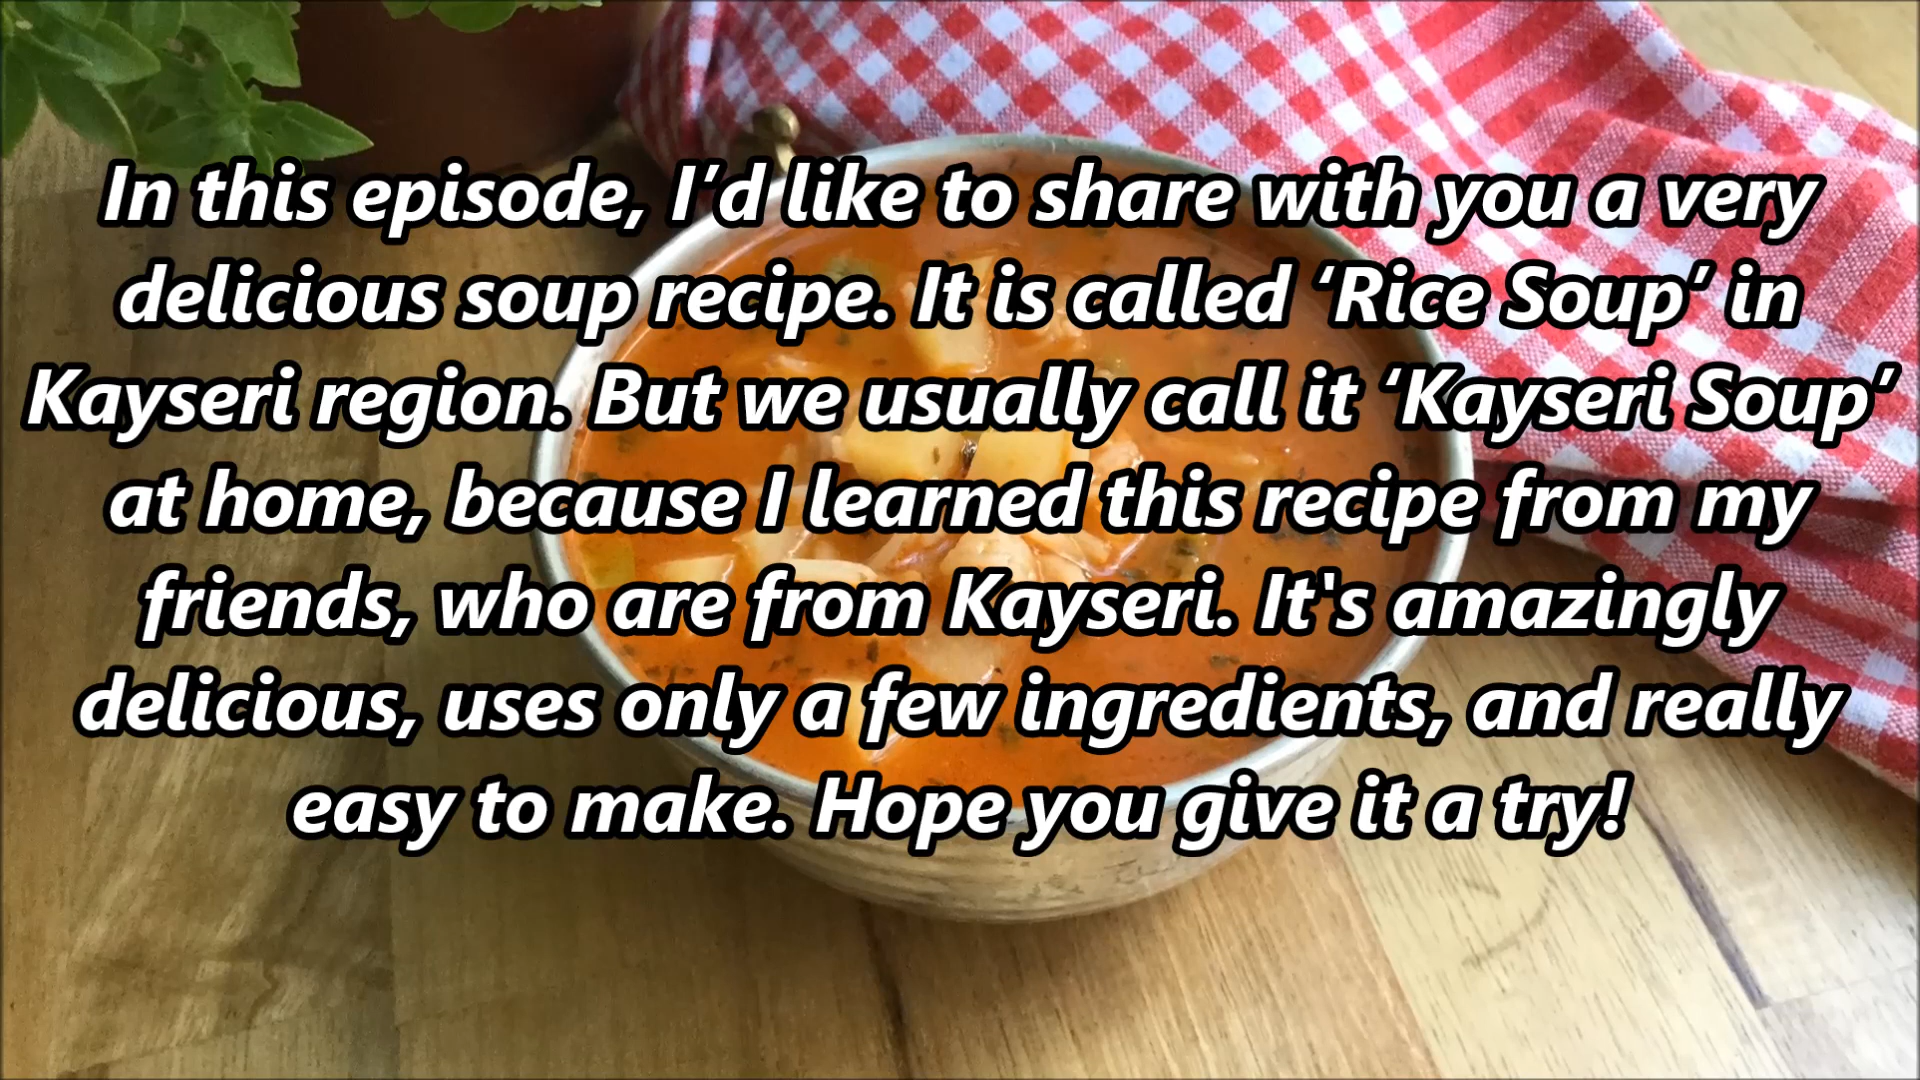 In this episode, I’d like to share with you a very
delicious soup recipe. It is called ‘Rice Soup’ in
Kayseri region. But we usually call it ‘Kayseri Soup’
at home, because I learned this recipe from my
friends, who are from Kayseri. It's amazingly
delicious, uses only a few ingredients, and really
easy to make. Hope you give it a try!